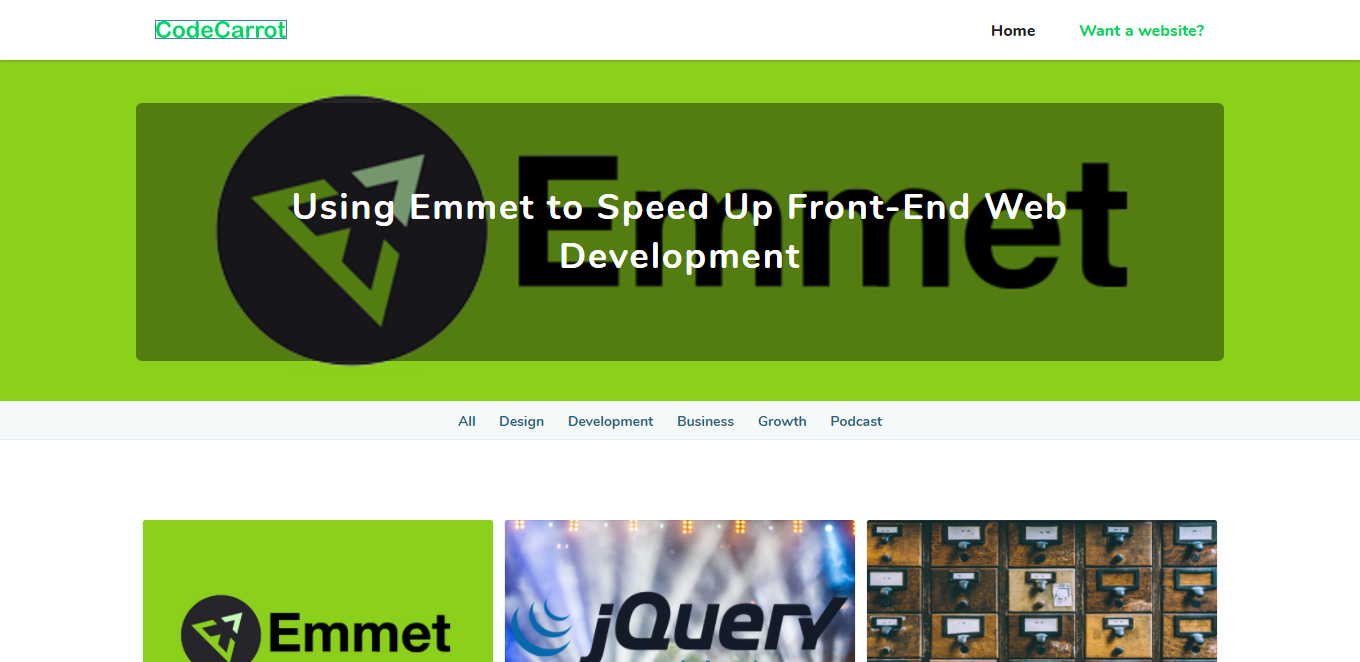 CodeCarrot
Home
Want a website?
Emmet
Using Emmet to Speed Up Front-End Web
Development
All
Design
Development
Business
Growth
Podcast
Emmet
jQuery